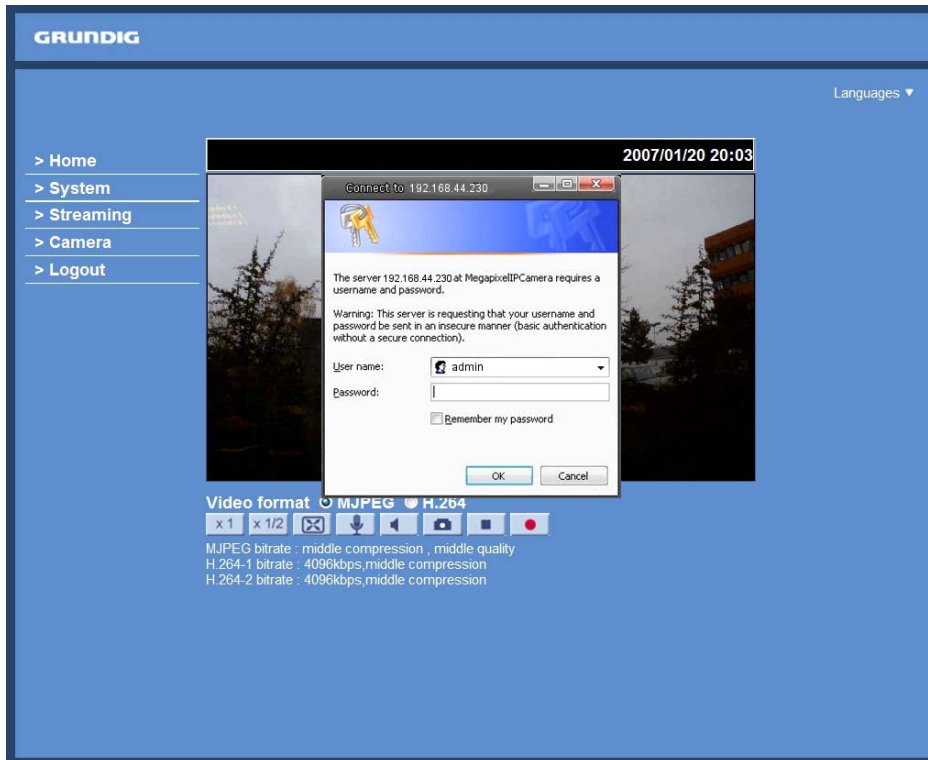 GRUNDIG
Languages ▼
> Home
> System
> Streaming
> Camera
> Logout
2007/01/20 20:03
Connect to 192.168.44.230
The server 192.168.44.230 at MegapixelIPCamera requires a
username and password.
Warning: This server is requesting that your username and
password be sent in an insecure manner (basic authentication
without a secure connection).
User name:
admin
Password:
Remember my password
OK Cancel
Video format MJPEG H.264
x 1 x 1/2
MJPEG bitrate : middle compression , middle quality
H.264-1 bitrate : 4096kbps,middle compression
H.264-2 bitrate : 4096kbps,middle compression